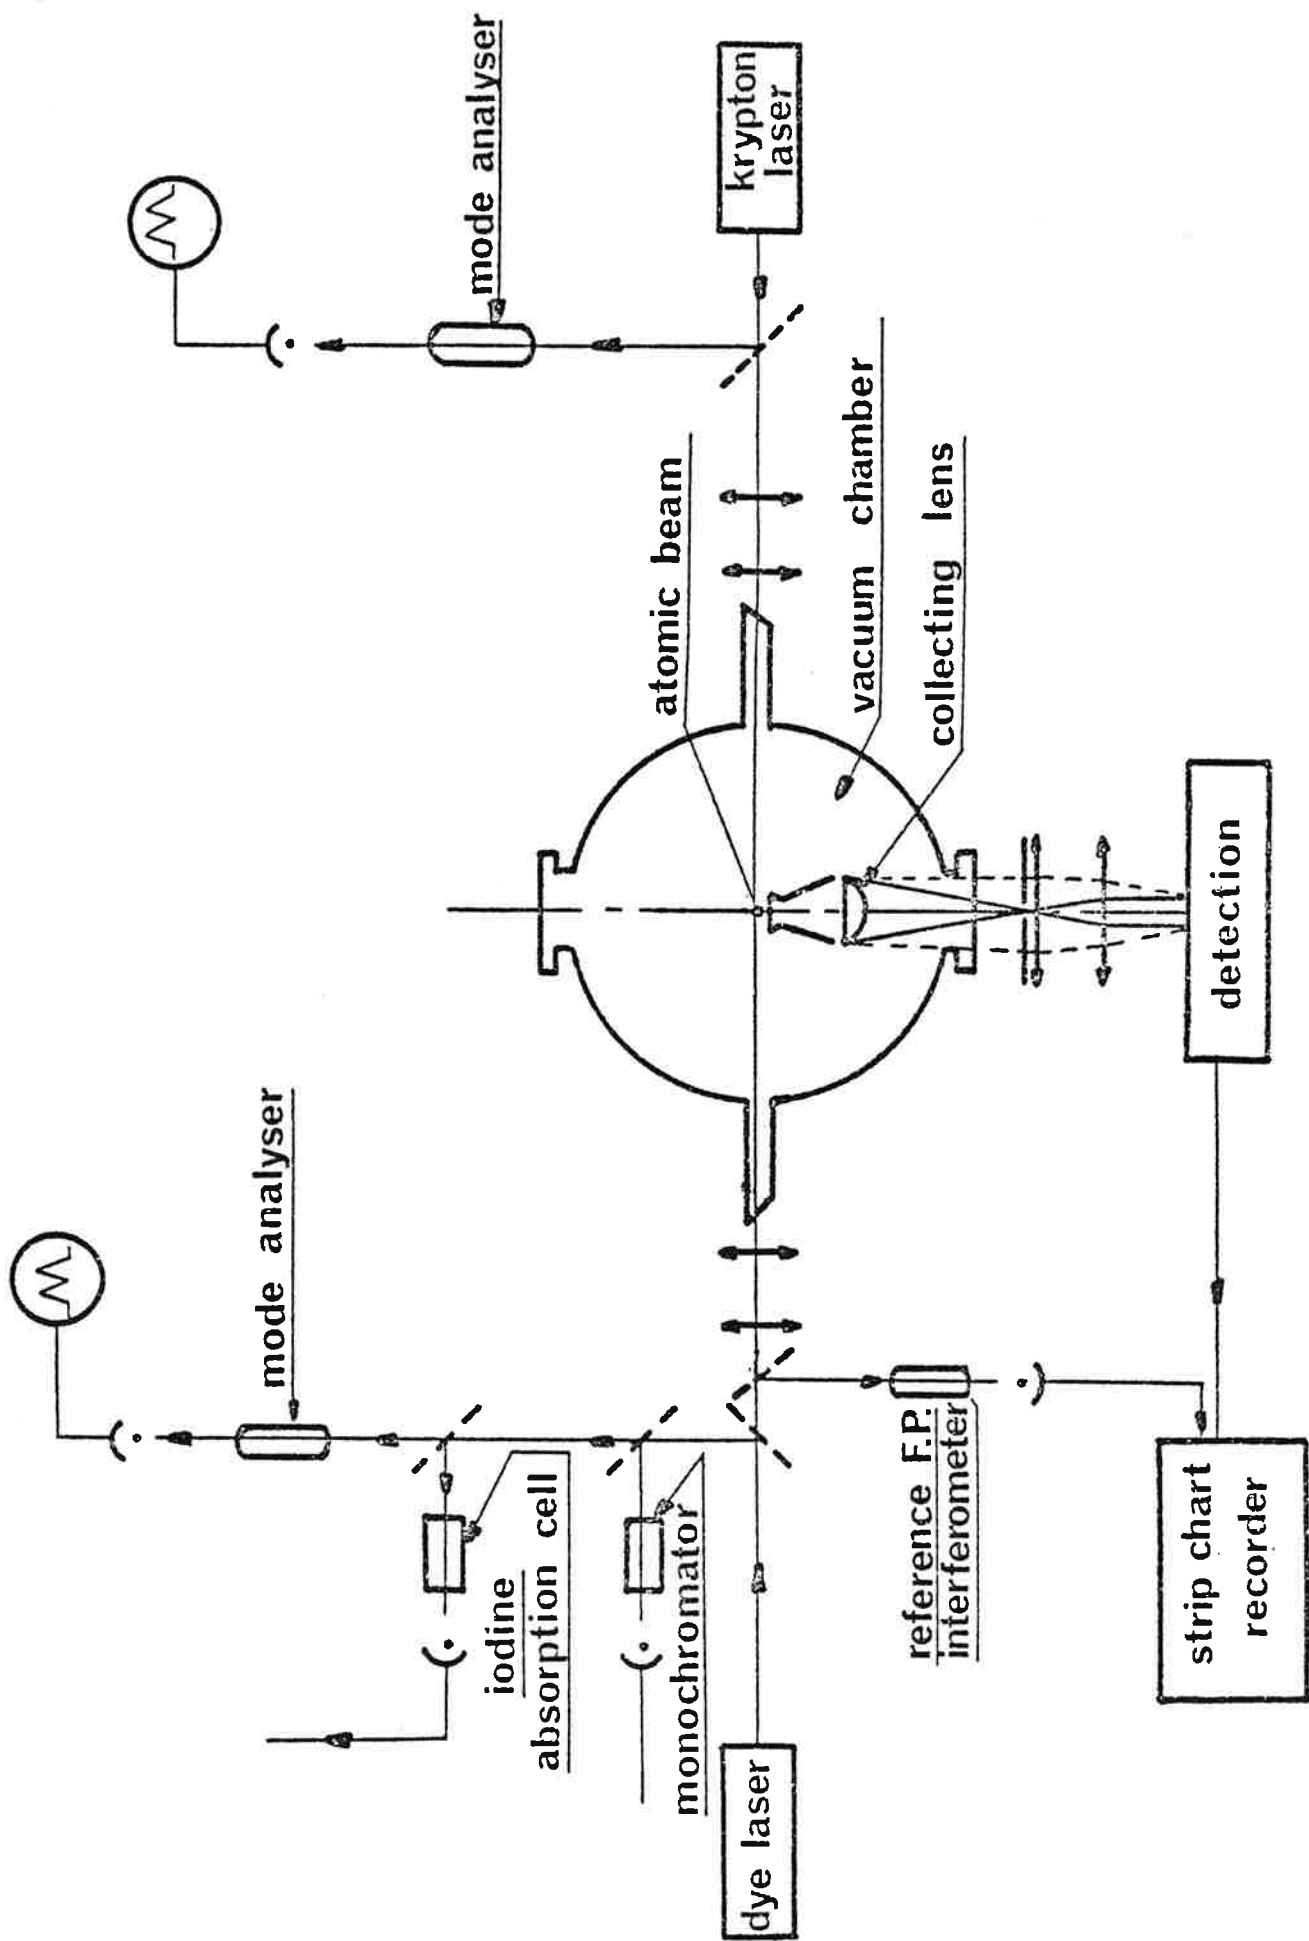 mode analyser
mode analyser
krypton
laser
atomic beam
vacuum chamber
collecting lens
iodine
absorption cell
monochromator
dye laser
reference F.P.
interferometer
detection
strip chart
recorder